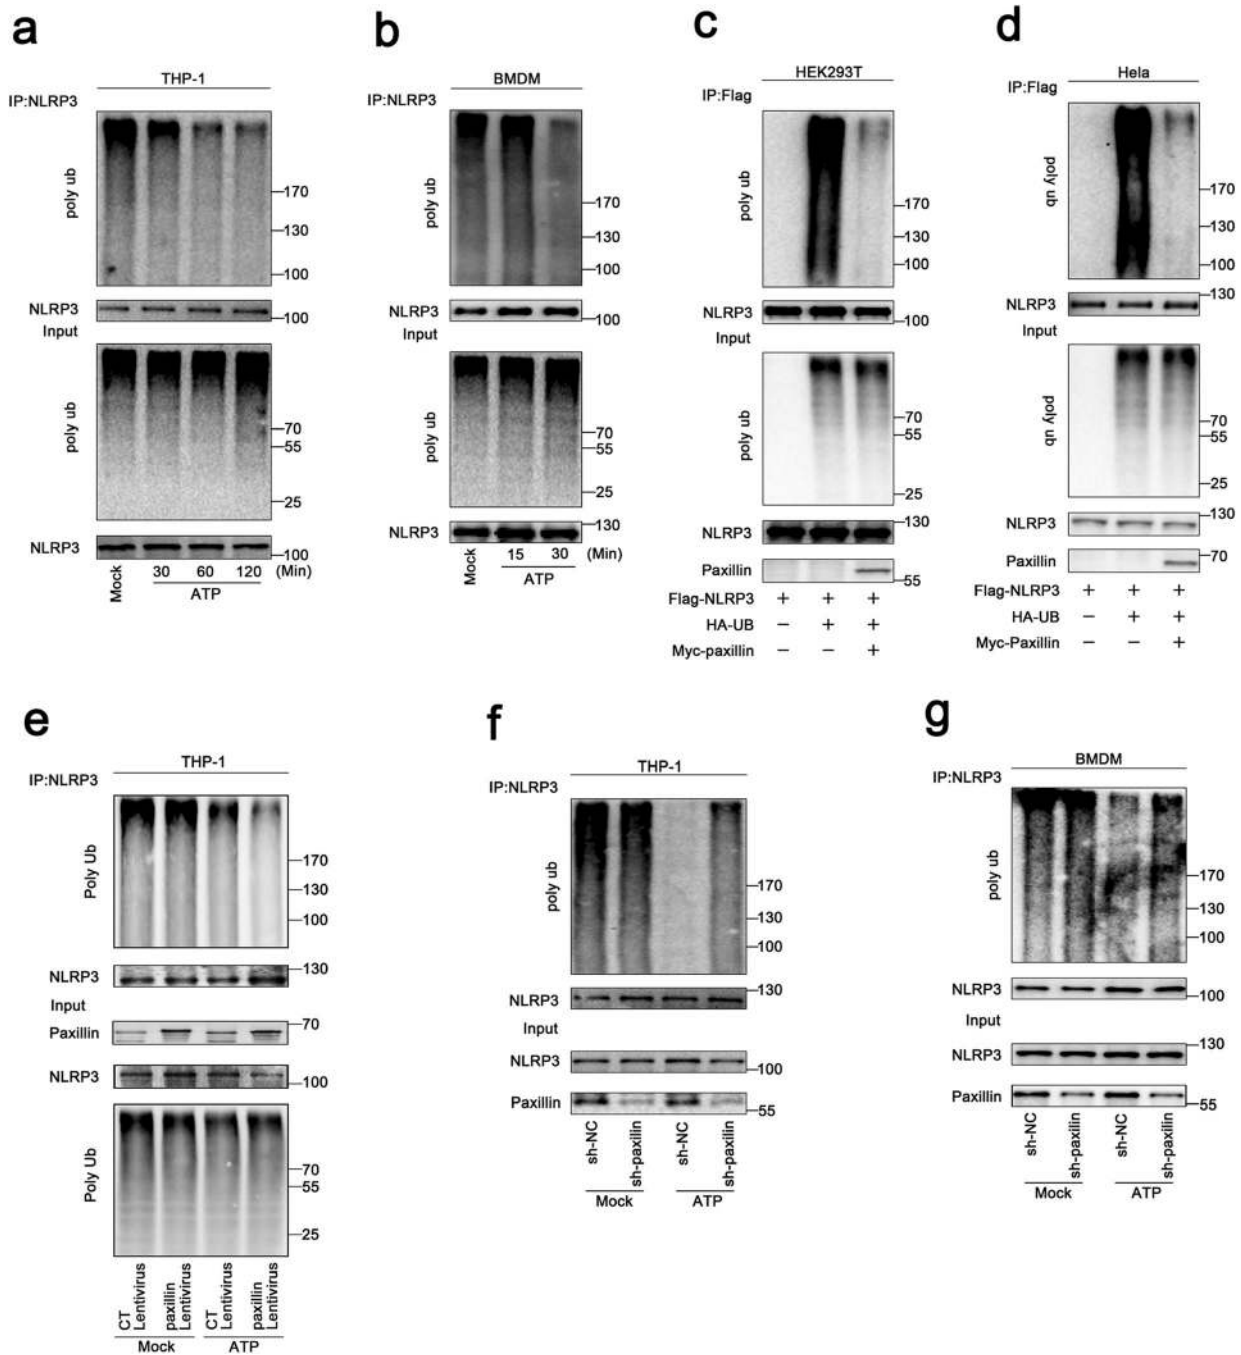 a
THP-1
IP:NLRP3
poly ub
170
130
100
NLRP3
100
Input
poly ub
70
55
25
NLRP3
100
Mock
30 60 120 (Min)
ATP
b
BMDM
IP:NLRP3
poly ub
170
130
100
NLRP3
100
Input
poly ub
70
55
25
NLRP3
130
Mock
15 30 (Min)
ATP
c
HEK293T
IP:Flag
poly ub
170
130
100
NLRP3
100
Input
poly ub
70
55
25
NLRP3
130
Paxillin
55
Flag-NLRP3 + + +
HA-UB − + +
Myc-paxillin − − +
d
Hela
IP:Flag
poly ub
170
130
100
NLRP3
130
Input
poly ub
70
55
25
NLRP3
Paxillin
70
Flag-NLRP3 + + +
HA-UB − + +
Myc-Paxillin − − +
e
THP-1
IP:NLRP3
Poly Ub
170
130
100
NLRP3
130
Input
Paxillin
70
NLRP3
100
Poly Ub
70
55
25
CT
Lentivirus
paxillin
Lentivirus
CT
Lentivirus
paxillin
Lentivirus
Mock ATP
f
THP-1
IP:NLRP3
poly ub
170
130
100
NLRP3
130
Input
NLRP3
100
Paxillin
55
sh-NC
sh-paxilin
sh-NC
sh-paxilin
Mock ATP
g
BMDM
IP:NLRP3
poly ub
170
130
100
NLRP3
100
Input
NLRP3
130
Paxillin
55
sh-NC
sh-paxilin
sh-NC
sh-paxilin
Mock ATP